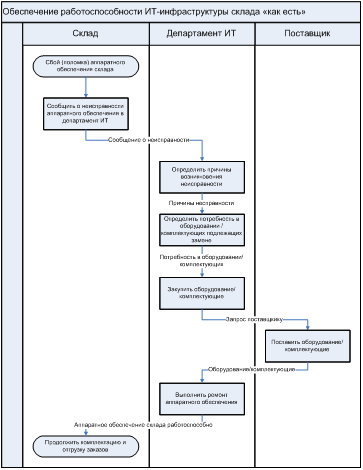 Обеспечение работоспособности ИТ-инфраструктуры склада «как есть»
Склад
Департамент ИТ
Поставщик
Сбой (поломка) аппаратного
обеспечение склада
Сообщить о неисправности
аппаратного обеспечения в
департамент ИТ
Сообщение о неисправности
Определить причины
возникновения
неисправности
Причины неисправности
Определить потребность в
оборудовании /
комплектующих подлежащих
замене
Потребность в оборудовании/
комплектующих
Закупить оборудование/
комплектующие
Запрос поставщику
Поставить оборудование/
комплектующие
Оборудование/комплектующие
Выполнить ремонт
аппаратного обеспечения
Аппаратное обеспечение склада работоспособно
Продолжить комплектацию и
отгрузку заказов